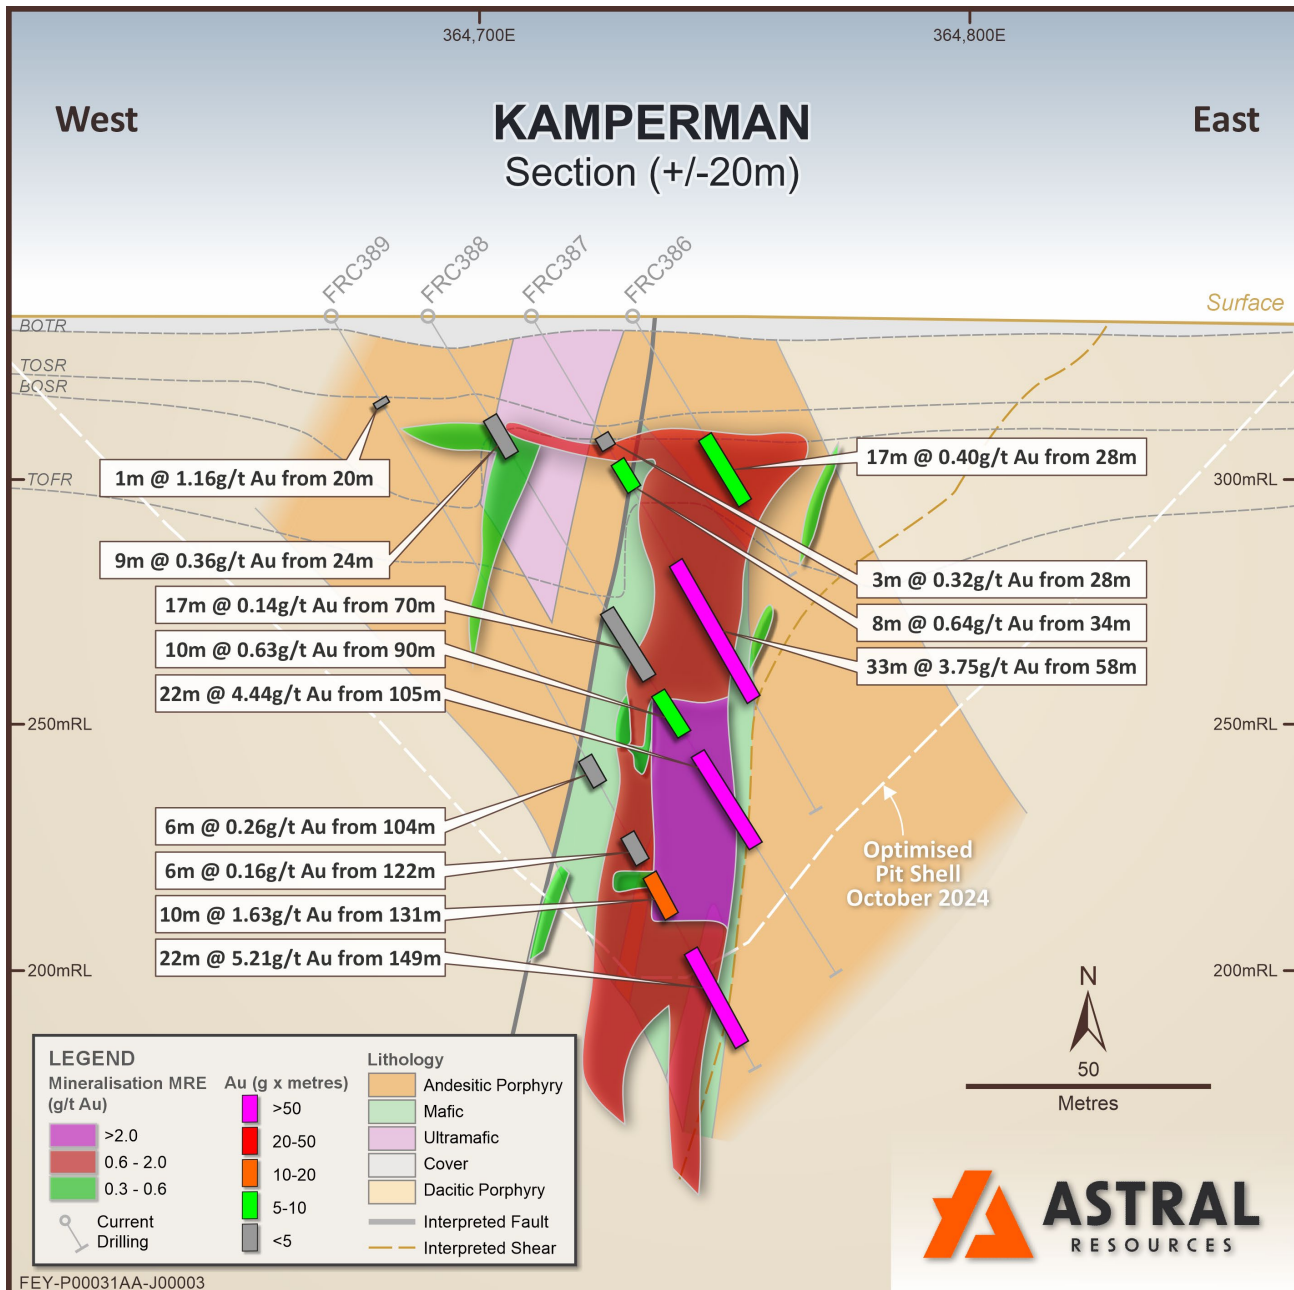 364,700E
364,800E
West
KAMPERMAN
East
Section (+/-20m)
FRC389
FRC388
FRC387
FRC386
Surface
BOTR
TOSR
BOSR
TOFR
17m @ 0.40g/t Au from 28m
1m @ 1.16g/t Au from 20m
300mRL
9m @ 0.36g/t Au from 24m
3m @ 0.32g/t Au from 28m
17m @ 0.14g/t Au from 70m
8m @ 0.64g/t Au from 34m
10m @ 0.63g/t Au from 90m
33m @ 3.75g/t Au from 58m
22m @ 4.44g/t Au from 105m
250mRL
250mRL
6m @ 0.26g/t Au from 104m
Optimised
Pit Shell
October 2024
6m @ 0.16g/t Au from 122m
10m @ 1.63g/t Au from 131m
22m @ 5.21g/t Au from 149m
200mRL
200mRL
N
50
Metres
LEGEND
Mineralisation MRE
(g/t Au)
>2.0
0.6 - 2.0
0.3 - 0.6
Current
Drilling
Au (g x metres)
>50
20-50
10-20
5-10
<5
Lithology
Andesitic Porphyry
Mafic
Ultramafic
Cover
Dacitic Porphyry
Interpreted Fault
Interpreted Shear
ASTRAL
RESOURCES
FEY-P00031AA-J00003